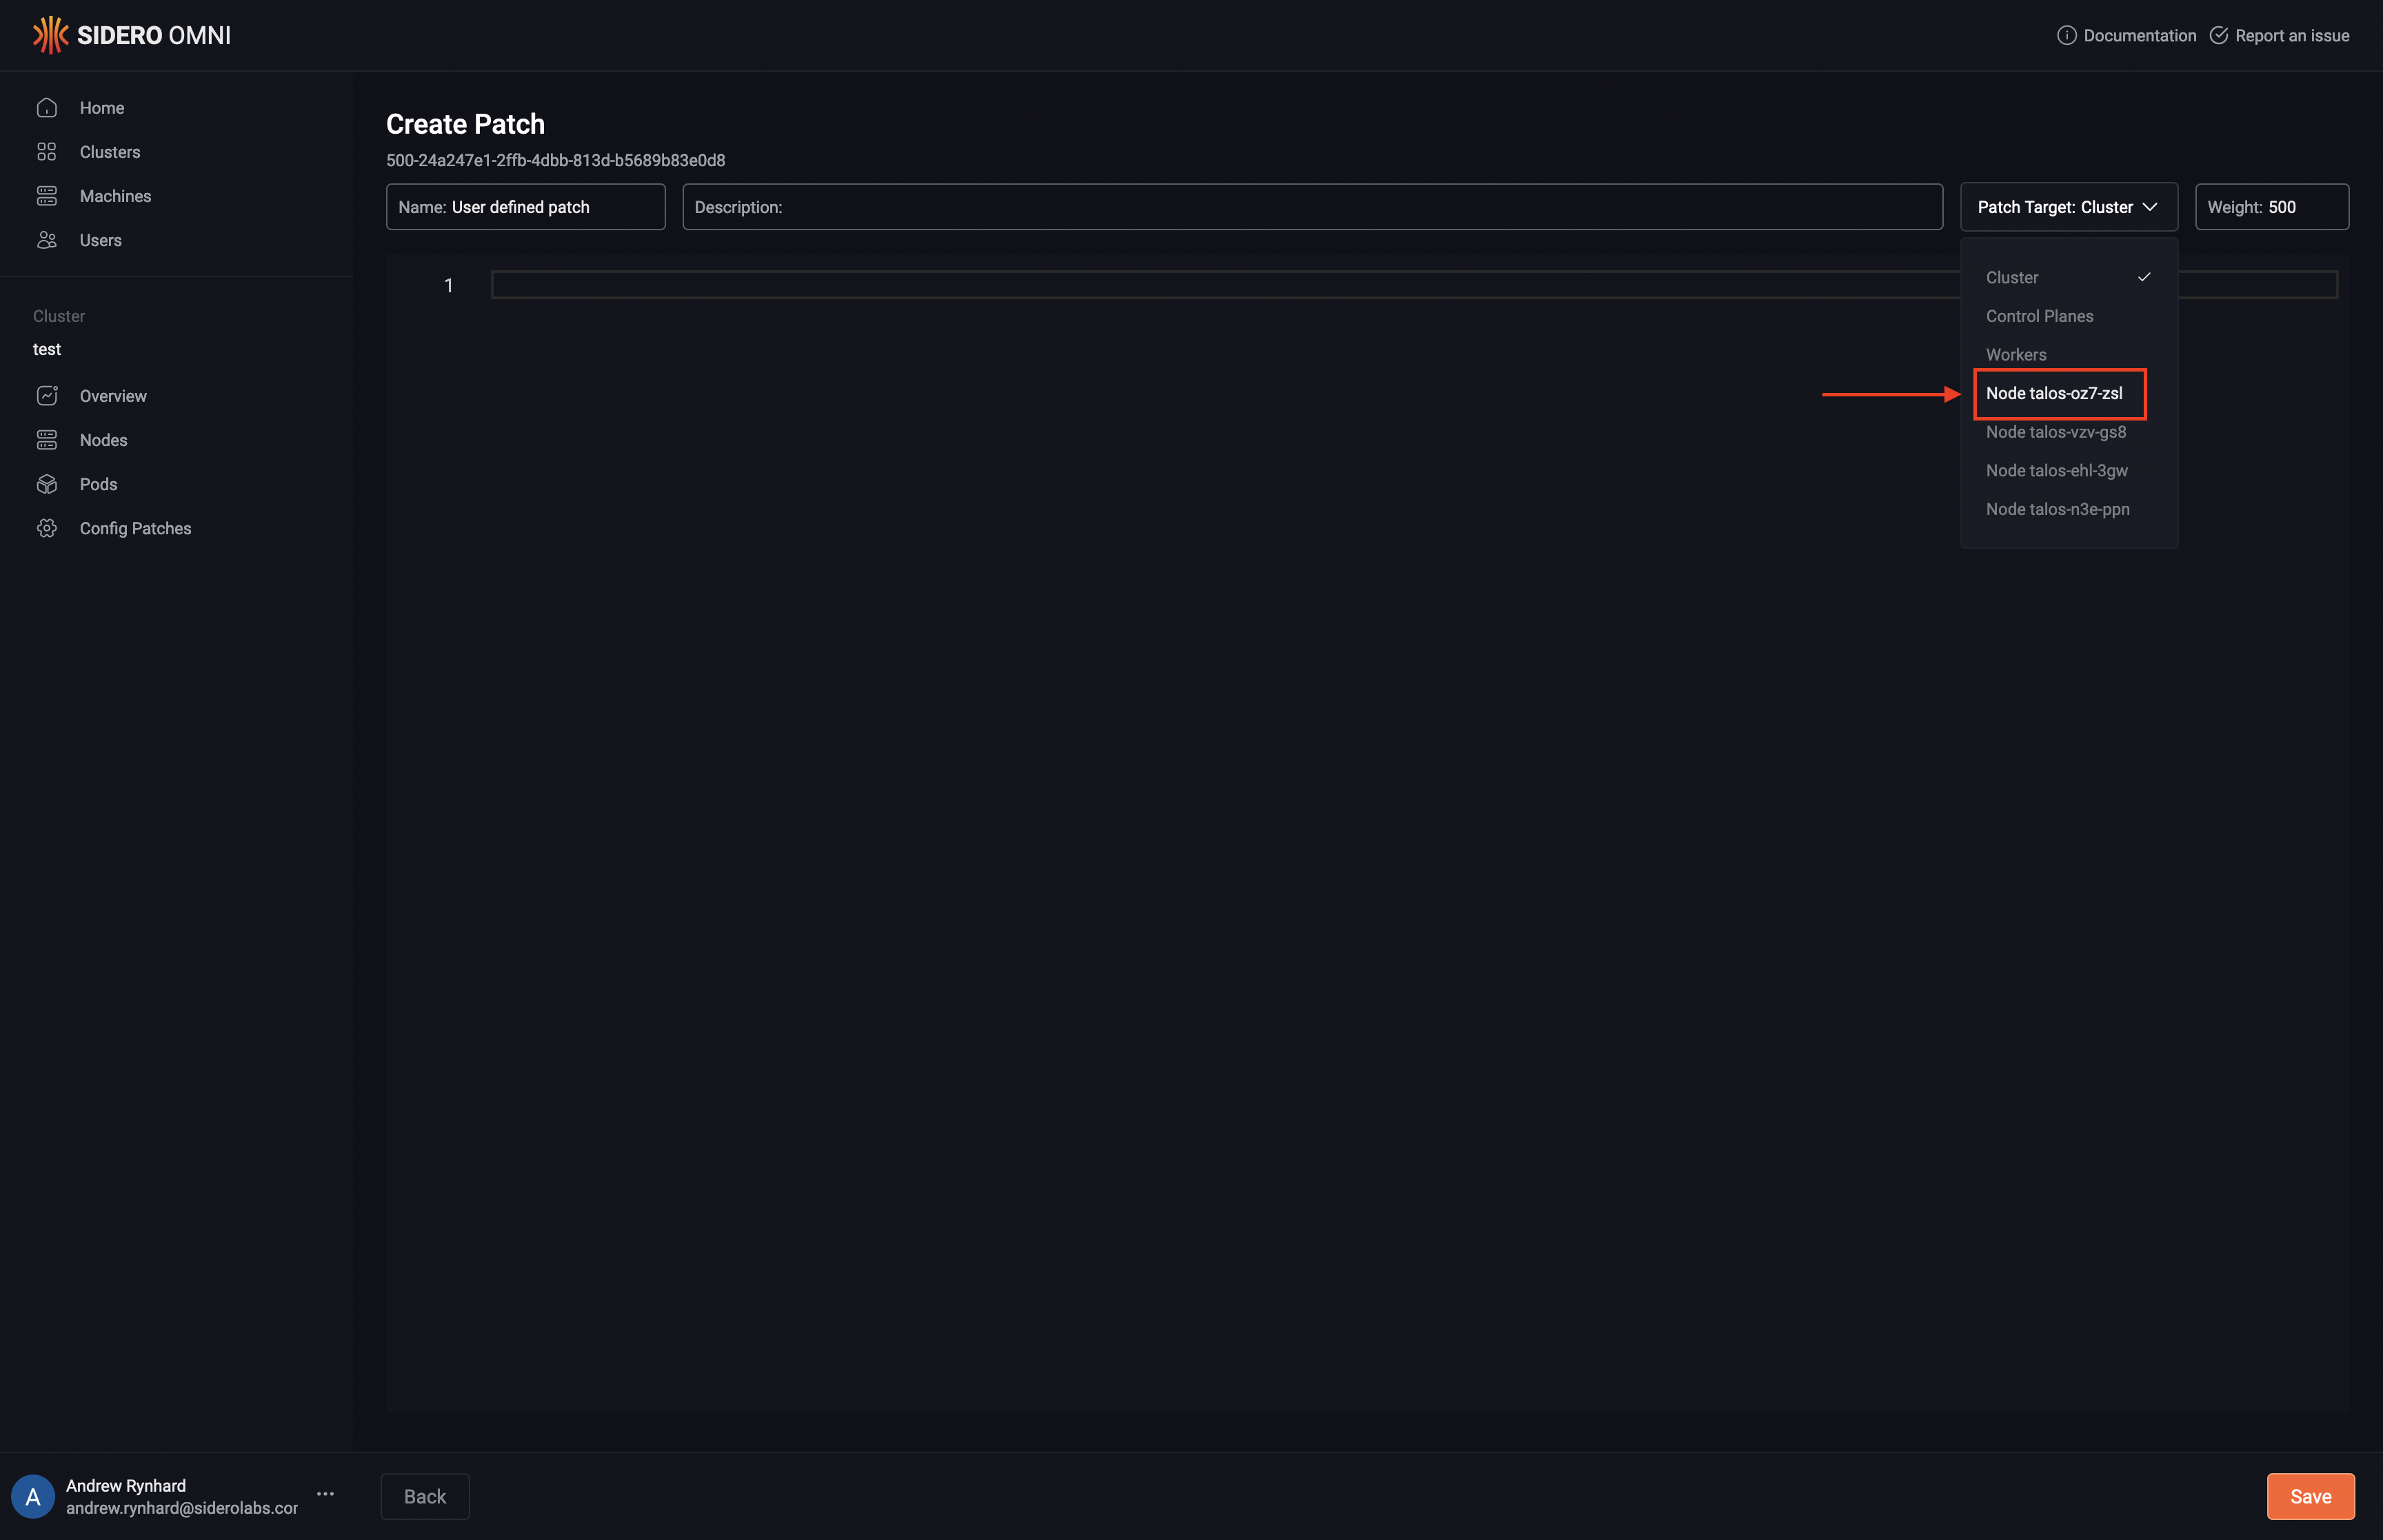 SIDERO OMNI
Documentation
Report an issue
Home
Clusters
Machines
Users
Cluster
test
Overview
Nodes
Pods
Config Patches
Create Patch
500-24a247e1-2ffb-4dbb-813d-b5689b83e0d8
Name: User defined patch
Description:
Patch Target: Cluster
Weight: 500
1
Cluster
Control Planes
Workers
Node talos-oz7-zsl
Node talos-vzv-gs8
Node talos-ehl-3gw
Node talos-n3e-ppn
A
Andrew Rynhard
andrew.rynhard@siderolabs.cor
Back
Save